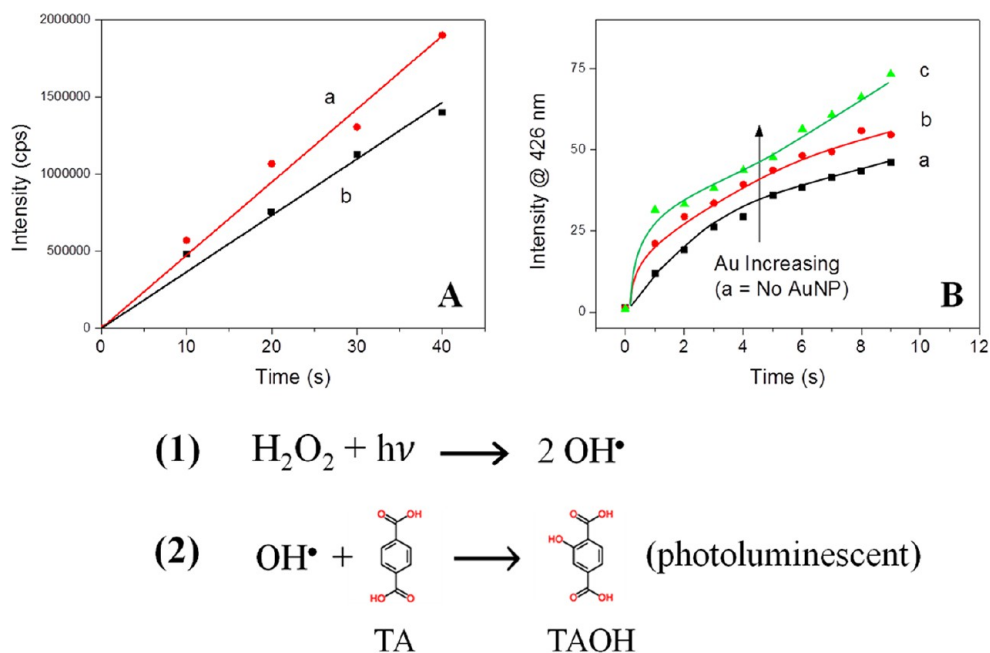 2000000
1500000
1000000
500000
0
Intensity (cps)
a
b
A
0 10 20 30 40
Time (s)
75
50
25
0
Intensity @ 426 nm
c
b
a
Au Increasing
(a = No AuNP)
B
0 2 4 6 8 10 12
Time (s)
(1) H₂O₂ + hν ⟶ 2 OH•
(2) OH• + ⟶ (photoluminescent)
O OH
HO O
O OH
HO
O OH
TA TAOH